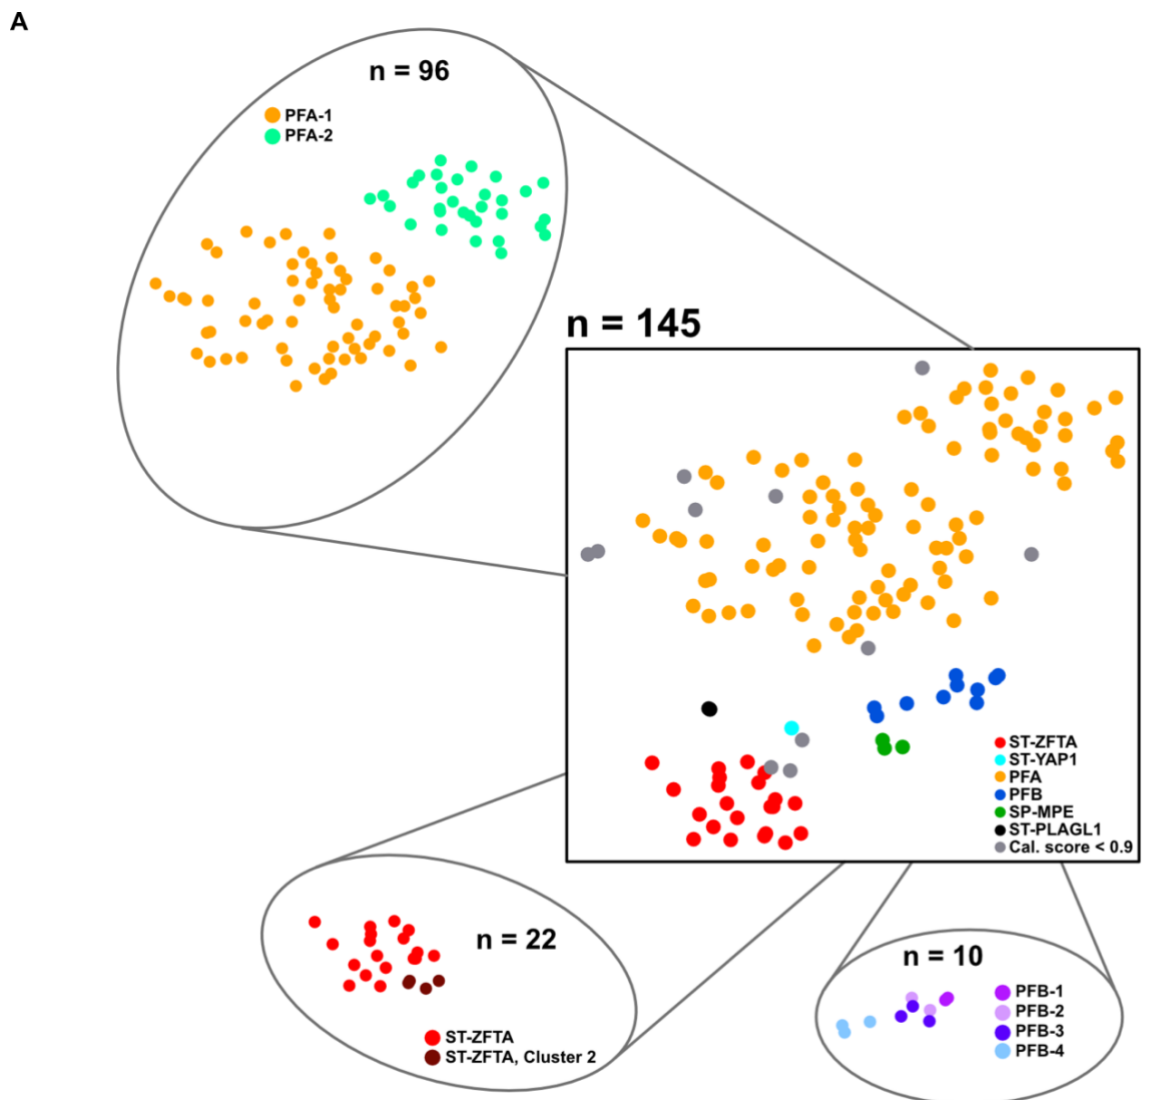 A
n = 96
PFA-1
PFA-2
n = 145
ST-ZFTA
ST-YAP1
PFA
PFB
SP-MPE
ST-PLAGL1
Cal. score < 0.9
n = 22
ST-ZFTA
ST-ZFTA, Cluster 2
n = 10
PFB-1
PFB-2
PFB-3
PFB-4